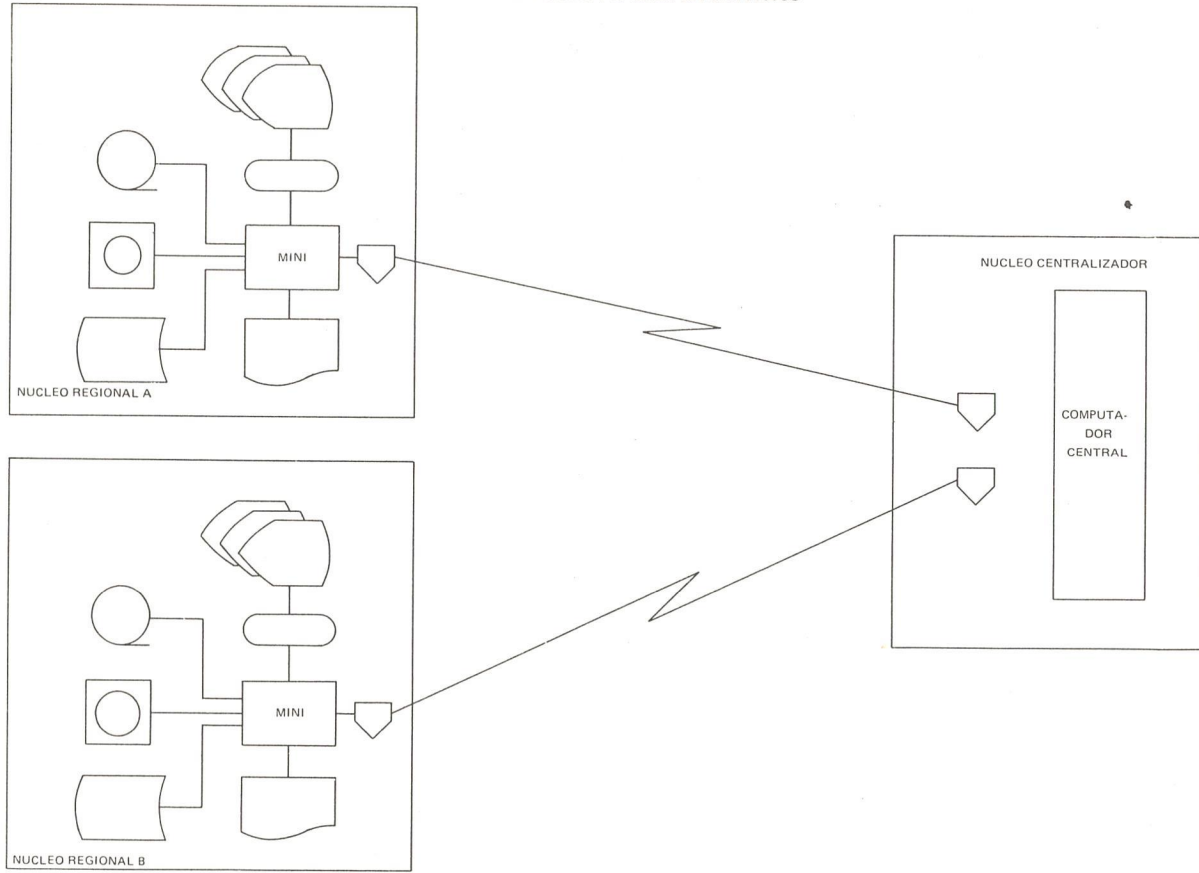 MINI
NUCLEO REGIONAL A
NUCLEO CENTRALIZADOR
COMPUTA-
DOR
CENTRAL
MINI
NUCLEO REGIONAL B